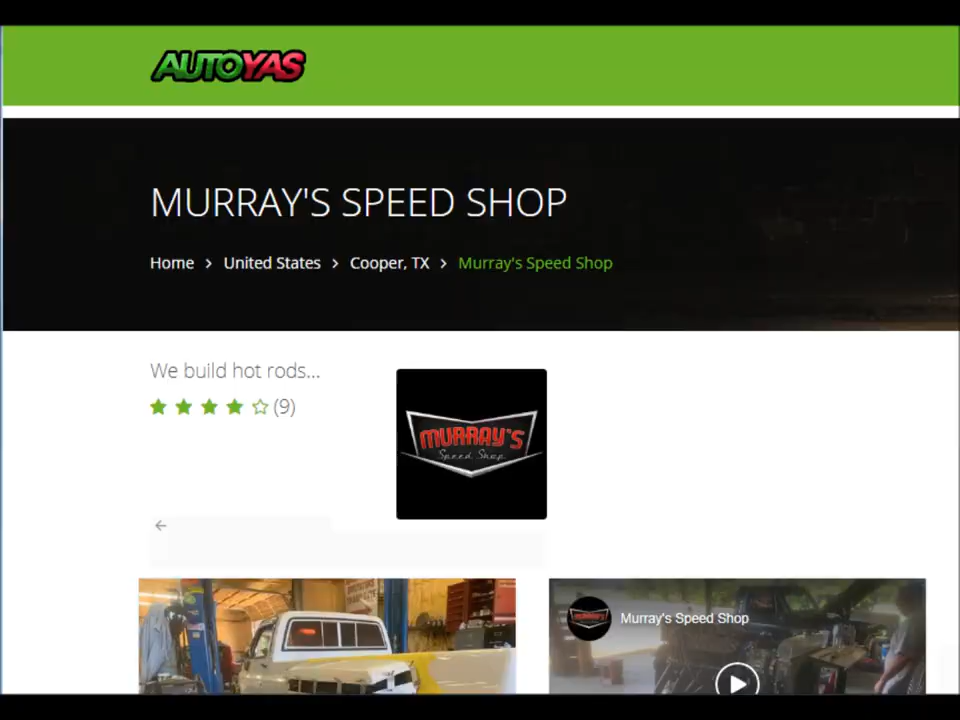 AUTOYAS
MURRAY'S SPEED SHOP
Home > United States > Cooper, TX > Murray's Speed Shop
We build hot rods...
(9)
MURRAY'S
Speed Shop
Murray's Speed Shop